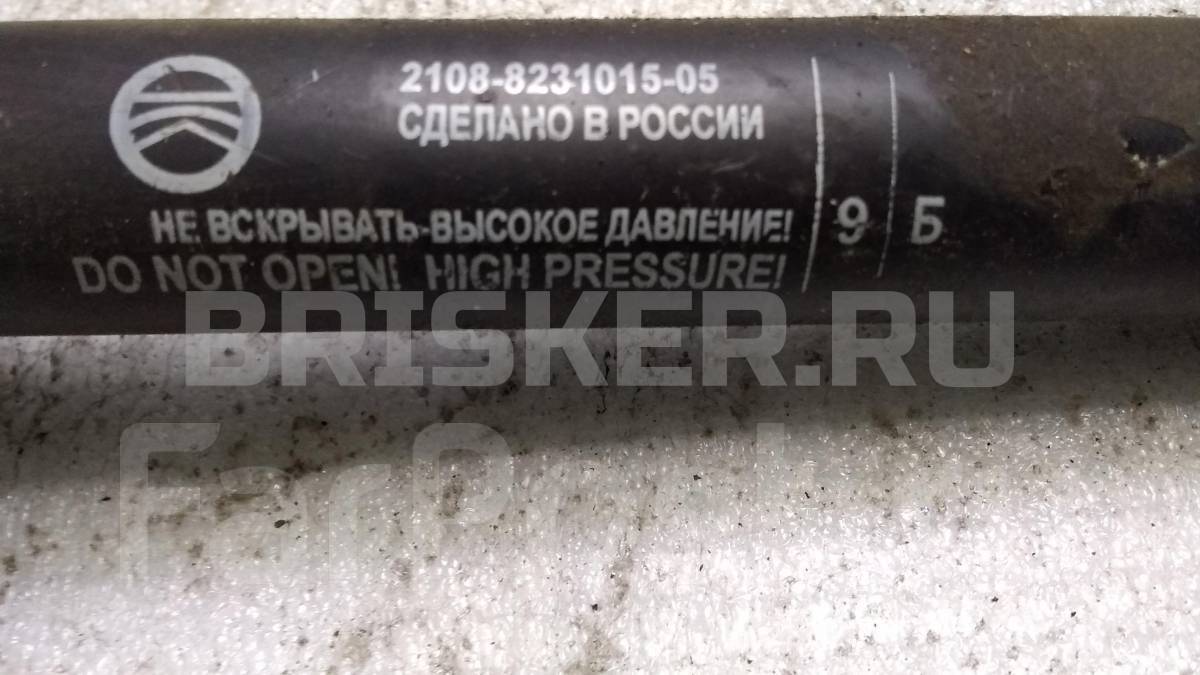 2108-8231015-05
СДЕЛАНО В РОССИИ
НЕ ВСКРЫВАТЬ-ВЫСОКОЕ ДАВЛЕНИЕ!
DO NOT OPEN! HIGH PRESSURE!
9 Б
BRISKER.RU